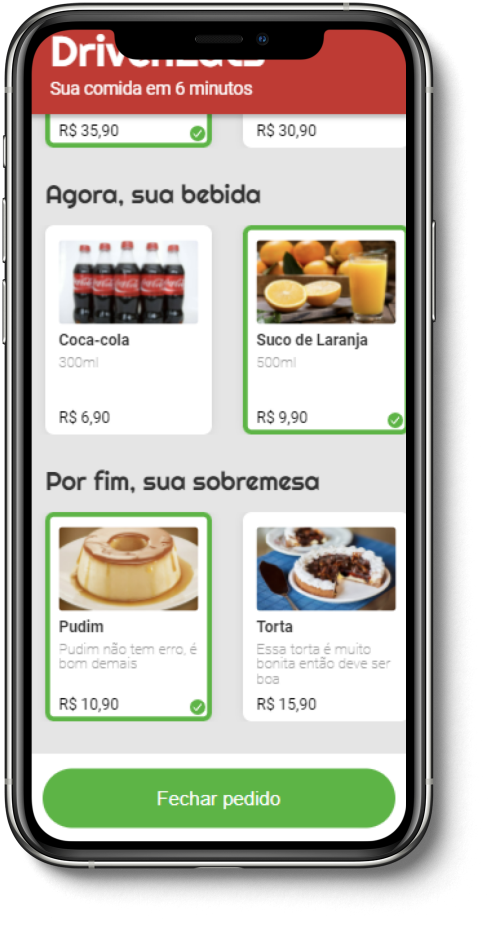 DrivenEats
Sua comida em 6 minutos
R$ 35,90
R$ 30,90
Agora, sua bebida
Coca-cola
300ml
R$ 6,90
Suco de Laranja
500ml
R$ 9,90
Por fim, sua sobremesa
Pudim
Pudim não tem erro, é
bom demais
R$ 10,90
Torta
Essa torta é muito
bonita então deve ser
boa
R$ 15,90
Fechar pedido